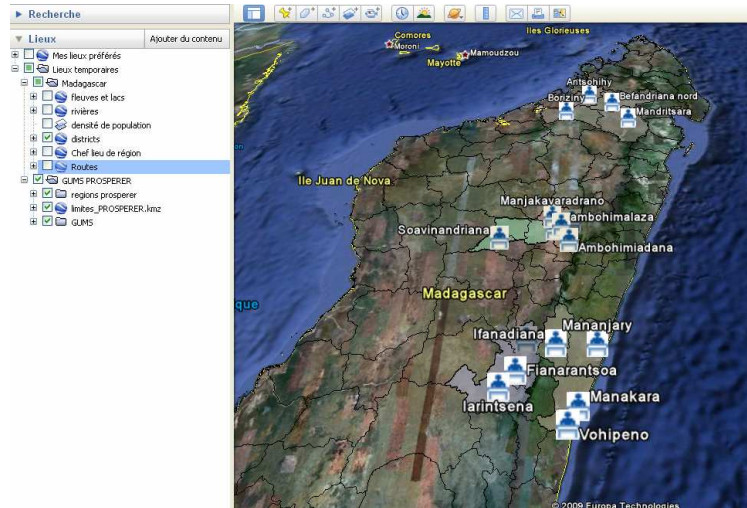 Recherche
Lieux
Ajouter du contenu
Mes lieux préférés
Lieux temporaires
Madagascar
fleuves et lacs
rivières
densité de population
districts
Chef lieu de région
Routes
GUMS PROSPERER
regions prosperer
limites_PROSPERER.kmz
GUMS
Comores
Moroni
Mayotte
Mamoudzou
Iles Glorieuses
Antsohihy
Boriziny
Befandriana nord
Mandritsara
Ile Juan de Nova
Manjakavaradrano
ambohimalaza
Soavinandriana
Ambohimiadana
Madagascar
que
Ifanadiana
Mananjary
Fianarantsoa
Iarintsena
Manakara
Vohipeno
© 2009 Europa Technologies